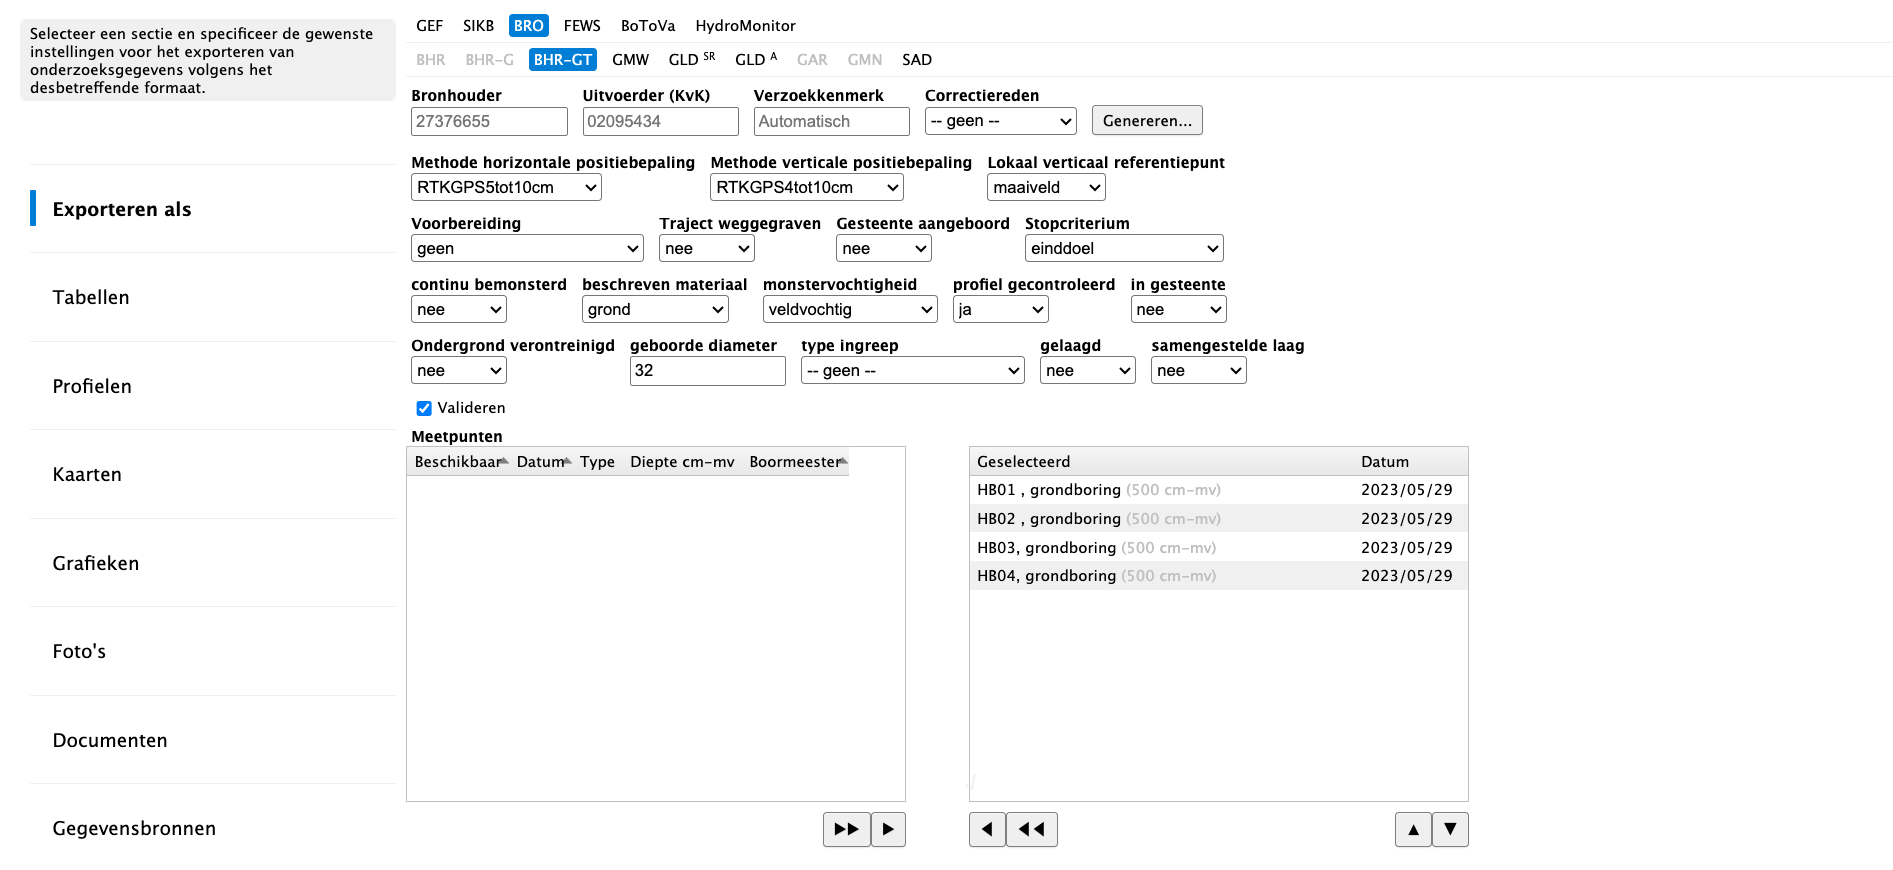 Selecteer een sectie en specificeer de gewenste
instellingen voor het exporteren van
onderzoeksgegevens volgens het
desbetreffende formaat.
Exporteren als
Tabellen
Profielen
Kaarten
Grafieken
Foto's
Documenten
Gegevensbronnen
GEF SIKB BRO FEWS BoToVa HydroMonitor
BHR BHR-G BHR-GT GMW GLD SR GLD A GAR GMN SAD
Bronhouder Uitvoerder (KvK) Verzoekkenmerk Correctiereden
27376655 02095434 Automatisch -- geen -- Genereren...
Methode horizontale positiebepaling Methode verticale positiebepaling Lokaal verticaal referentiepunt
RTKGPS5tot10cm RTKGPS4tot10cm maaiveld
Voorbereiding Traject weggegraven Gesteente aangeboord Stopcriterium
geen nee nee einddoel
continu bemonsterd beschreven materiaal monstervochtigheid profiel gecontroleerd in gesteente
nee grond veldvochtig ja nee
Ondergrond verontreinigd geboorde diameter type ingreep gelaagd samengestelde laag
nee 32 -- geen -- nee nee
Valideren
Meetpunten
Beschikbaar Datum Type Diepte cm-mv Boormeester
Geselecteerd Datum
HB01 , grondboring (500 cm-mv) 2023/05/29
HB02 , grondboring (500 cm-mv) 2023/05/29
HB03, grondboring (500 cm-mv) 2023/05/29
HB04, grondboring (500 cm-mv) 2023/05/29